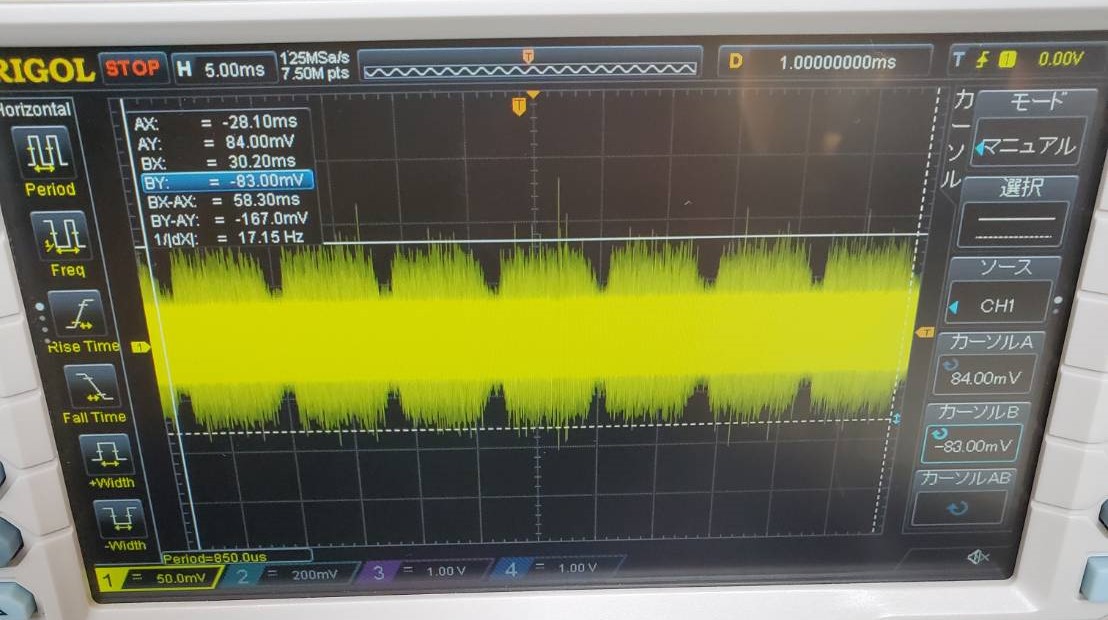 RIGOL STOP H 5.00ms 125MSa/s 7.50M pts D 1.00000000ms T 1 0.00V
T
Horizontal
Period
Freq
Rise Time
Fall Time
+Width
-Width
AX: = -28.10ms
AY: = 84.00mV
BX: = 30.20ms
BY: = -83.00mV
BX-AX: = 58.30ms
BY-AY: = -167.0mV
1/|dX|: = 17.15 Hz
T
1
T
カーソル
モード
マニュアル
選択
ソース
CH1
カーソルA
84.00mV
カーソルB
-83.00mV
カーソルAB
Period=850.0us
1 = 50.0mV 2 = 200mV 3 = 1.00 V 4 = 1.00 V